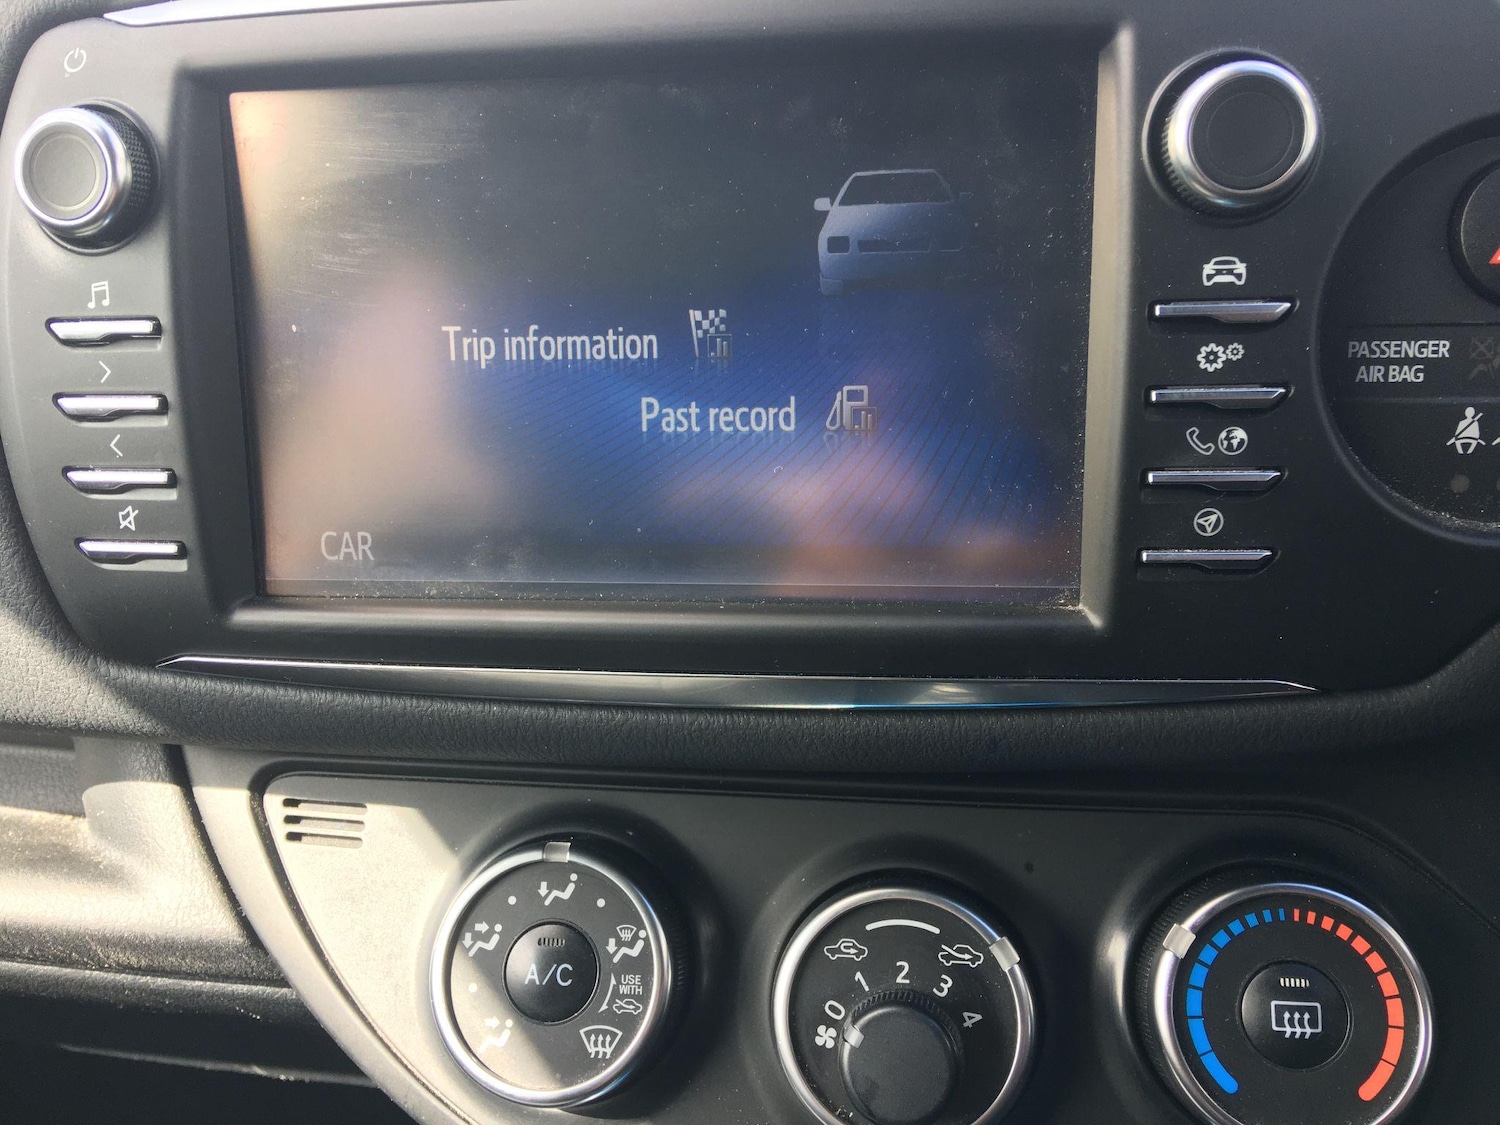 Trip information
Past record
CAR
PASSENGER
AIR BAG
A/C
USE
WITH
0 1 2 3 4